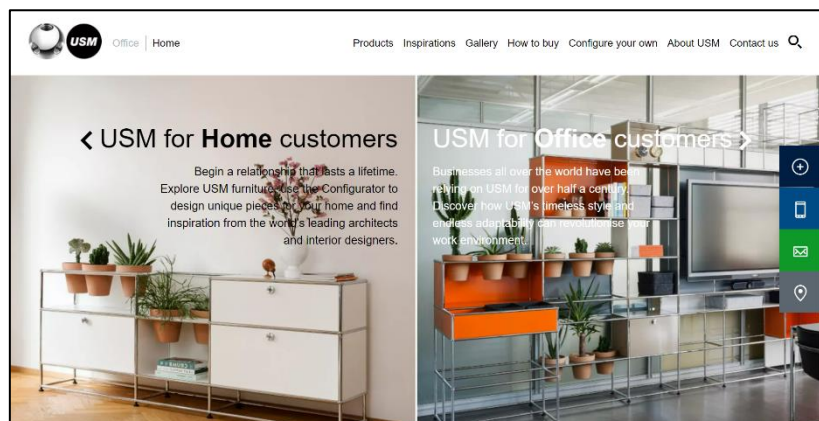 USM Office Home Products Inspirations Gallery How to buy Configure your own About USM Contact us
USM for Home customers
Begin a relationship that lasts a lifetime.
Explore USM furniture, use the Configurator to
design unique pieces for your home and find
inspiration from the world's leading architects
and interior designers.
USM for Office customers
Businesses all over the world have been
relying on USM for over half a century.
Discover how USM's timeless style and
endless adaptability can revolutionise your
work environment.